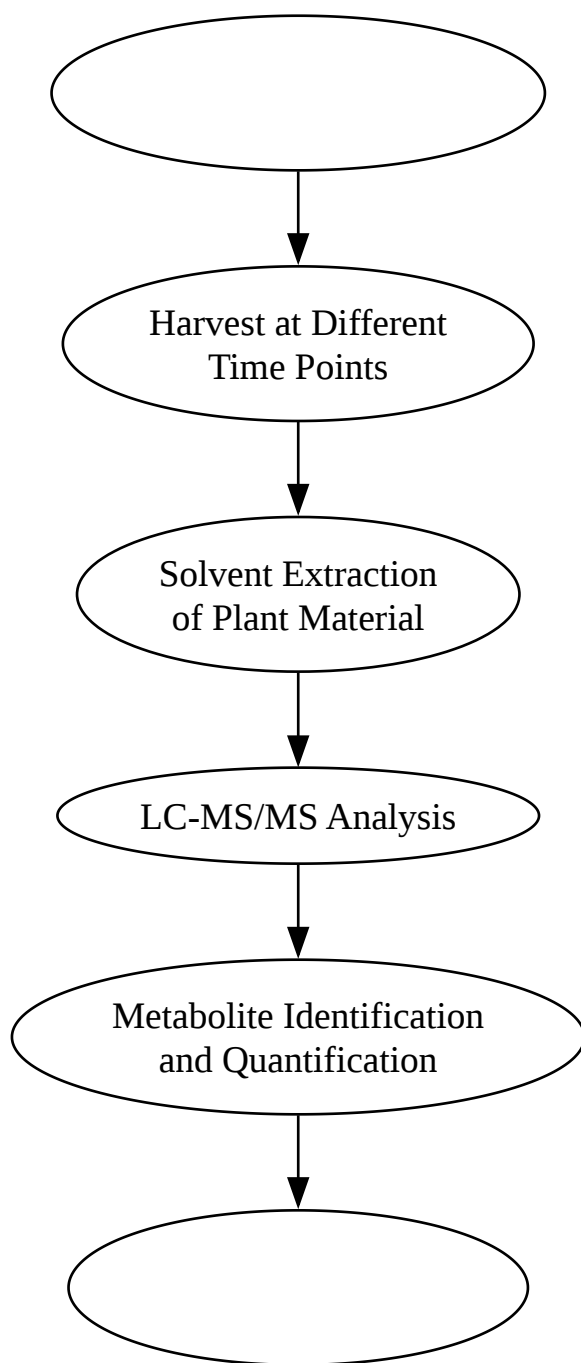 Harvest at Different
Time Points
Solvent Extraction
of Plant Material
LC-MS/MS Analysis
Metabolite Identification
and Quantification